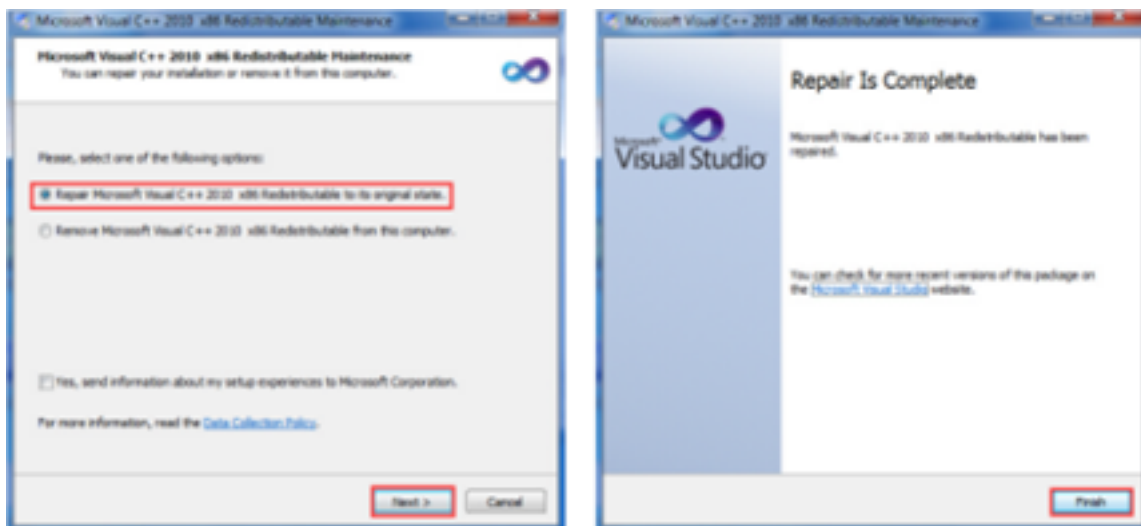 Microsoft Visual C++ 2010 x86 Redistributable Maintenance
Microsoft Visual C++ 2010 x86 Redistributable Maintenance
You can repair your installation or remove it from this computer.
Please, select one of the following options:
Repair Microsoft Visual C++ 2010 x86 Redistributable to its original state.
Remove Microsoft Visual C++ 2010 x86 Redistributable from this computer.
Yes, send information about my setup experiences to Microsoft Corporation.
For more information, read the Data Collection Policy.
Next >
Cancel
Microsoft Visual C++ 2010 x86 Redistributable Maintenance
Microsoft
Visual Studio
Repair Is Complete
Microsoft Visual C++ 2010 x86 Redistributable has been
repaired.
You can check for more recent versions of this package on
the Microsoft Visual Studio website.
Finish